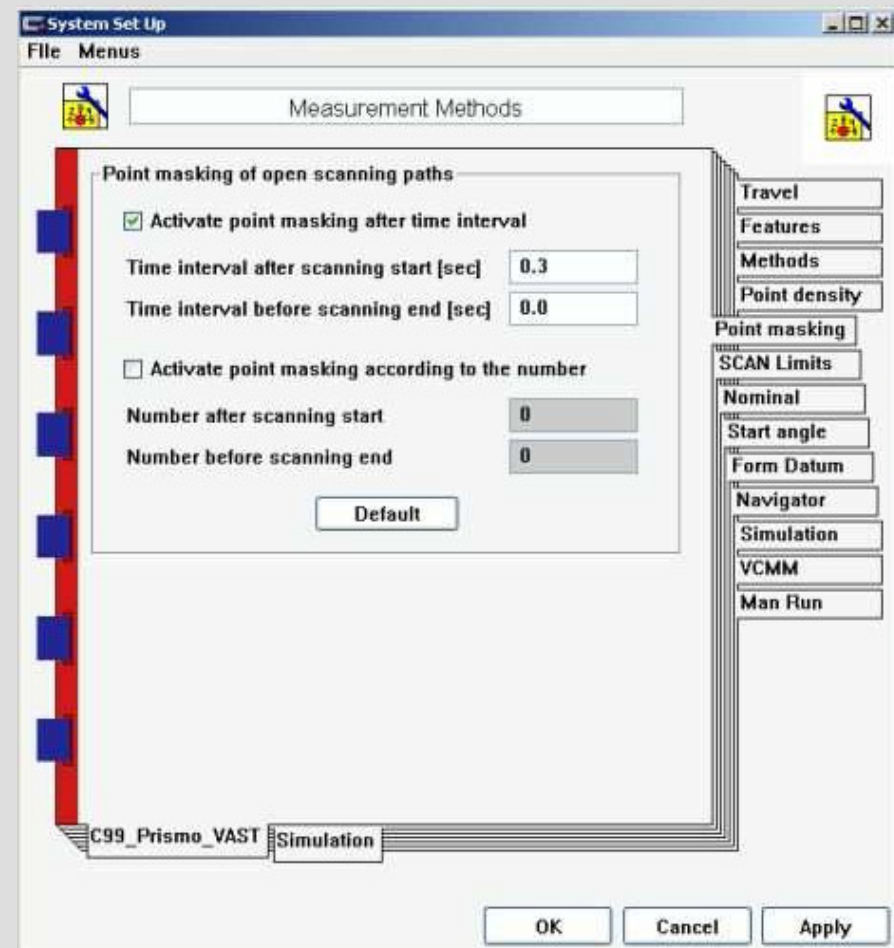 System Set Up
FIle Menus
Measurement Methods
Point masking of open scanning paths
Activate point masking after time interval
Time interval after scanning start [sec] 0.3
Time interval before scanning end [sec] 0.0
Activate point masking according to the number
Number after scanning start 0
Number before scanning end 0
Default
Travel
Features
Methods
Point density
Point masking
SCAN Limits
Nominal
Start angle
Form Datum
Navigator
Simulation
VCMM
Man Run
C99_Prismo_VAST Simulation
OK Cancel Apply